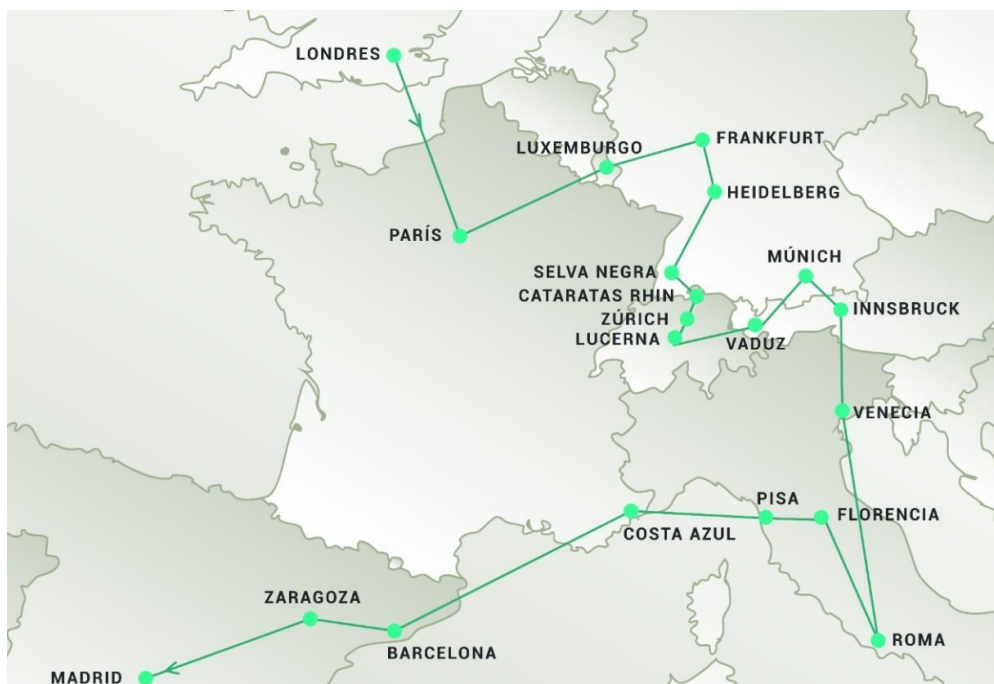 LONDRES
FRANKFURT
LUXEMBURGO
HEIDELBERG
PARÍS
MÚNICH
SELVA NEGRA
CATARATAS RHIN
INNSBRUCK
ZÚRICH
LUCERNA
VADUZ
VENECIA
PISA
FLORENCIA
COSTA AZUL
ZARAGOZA
ROMA
BARCELONA
MADRID